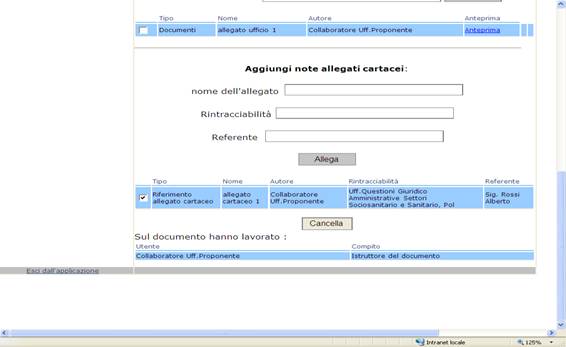 Tipo Nome Autore Anteprima
Documenti allegato ufficio 1 Collaboratore Uff.Proponente Anteprima
Aggiungi note allegati cartacei:
nome dell'allegato
Rintracciabilità
Referente
Allega
Tipo Nome Autore Rintracciabilità Referente
Riferimento allegato cartaceo allegato cartaceo 1 Collaboratore Uff.Proponente Uff.Questioni Giuridico Amministrative Settori Sociosanitario e Sanitario, Pol Sig. Rossi Alberto
Cancella
Sul documento hanno lavorato :
Utente Compito
Collaboratore Uff.Proponente Istruttore del documento
Esci dall'applicazione
Intranet locale 125%